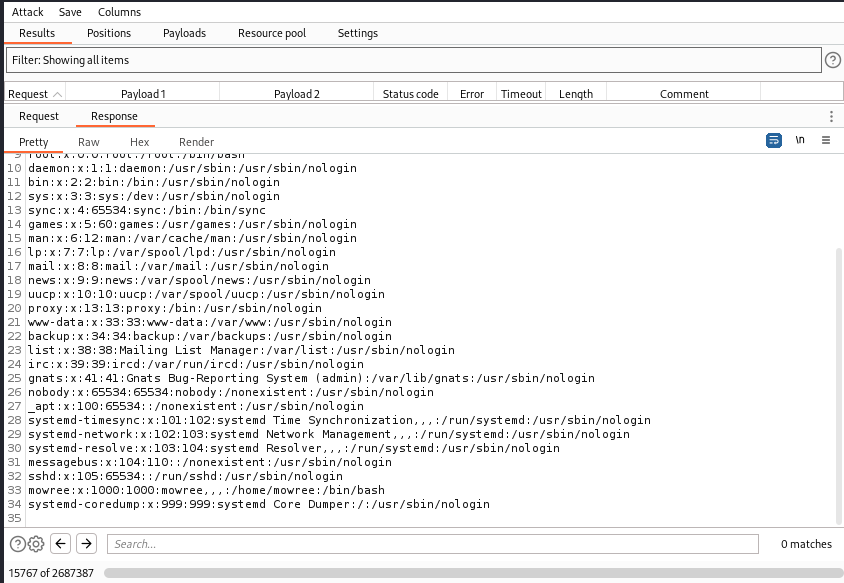 Attack Save Columns
Results Positions Payloads Resource pool Settings
Filter: Showing all items
Request Payload 1 Payload 2 Status code Error Timeout Length Comment
Request Response
Pretty Raw Hex Render \n
9 root:x:0:0:root:/root:/bin/bash
10 daemon:x:1:1:daemon:/usr/sbin:/usr/sbin/nologin
11 bin:x:2:2:bin:/bin:/usr/sbin/nologin
12 sys:x:3:3:sys:/dev:/usr/sbin/nologin
13 sync:x:4:65534:sync:/bin:/bin/sync
14 games:x:5:60:games:/usr/games:/usr/sbin/nologin
15 man:x:6:12:man:/var/cache/man:/usr/sbin/nologin
16 lp:x:7:7:lp:/var/spool/lpd:/usr/sbin/nologin
17 mail:x:8:8:mail:/var/mail:/usr/sbin/nologin
18 news:x:9:9:news:/var/spool/news:/usr/sbin/nologin
19 uucp:x:10:10:uucp:/var/spool/uucp:/usr/sbin/nologin
20 proxy:x:13:13:proxy:/bin:/usr/sbin/nologin
21 www-data:x:33:33:www-data:/var/www:/usr/sbin/nologin
22 backup:x:34:34:backup:/var/backups:/usr/sbin/nologin
23 list:x:38:38:Mailing List Manager:/var/list:/usr/sbin/nologin
24 irc:x:39:39:ircd:/var/run/ircd:/usr/sbin/nologin
25 gnats:x:41:41:Gnats Bug-Reporting System (admin):/var/lib/gnats:/usr/sbin/nologin
26 nobody:x:65534:65534:nobody:/nonexistent:/usr/sbin/nologin
27 _apt:x:100:65534::/nonexistent:/usr/sbin/nologin
28 systemd-timesync:x:101:102:systemd Time Synchronization,,,:/run/systemd:/usr/sbin/nologin
29 systemd-network:x:102:103:systemd Network Management,,,:/run/systemd:/usr/sbin/nologin
30 systemd-resolve:x:103:104:systemd Resolver,,,:/run/systemd:/usr/sbin/nologin
31 messagebus:x:104:110::/nonexistent:/usr/sbin/nologin
32 sshd:x:105:65534::/run/sshd:/usr/sbin/nologin
33 mowree:x:1000:1000:mowree,,,:/home/mowree:/bin/bash
34 systemd-coredump:x:999:999:systemd Core Dumper:/:/usr/sbin/nologin
35
Search... 0 matches
15767 of 2687387